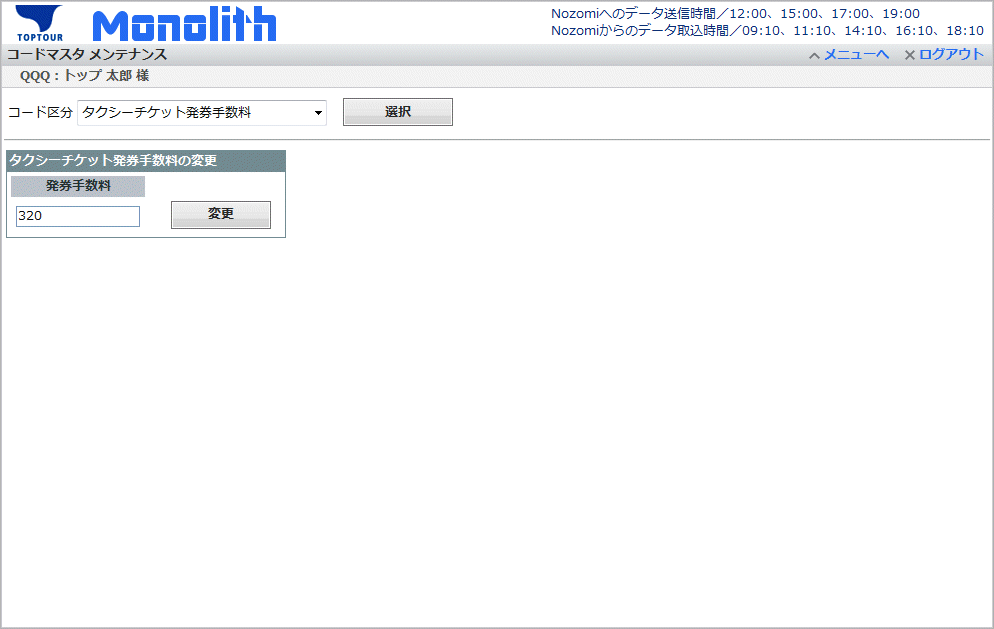 TOPTOUR
Monolith
Nozomiへのデータ送信時間／12:00、15:00、17:00、19:00
Nozomiからのデータ取込時間／09:10、11:10、14:10、16:10、18:10
コードマスタ メンテナンス
メニューへ
ログアウト
QQQ：トップ 太郎 様
コード区分 タクシーチケット発券手数料 選択
タクシーチケット発券手数料の変更
発券手数料
320 変更